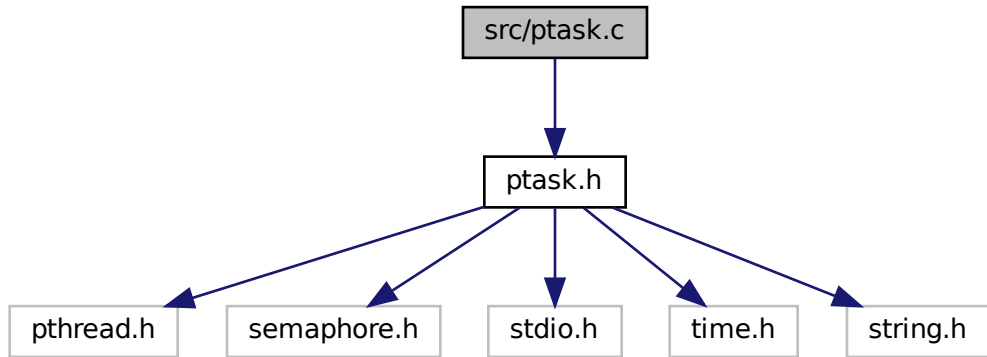 src/ptask.c
ptask.h
pthread.h
semaphore.h
stdio.h
time.h
string.h